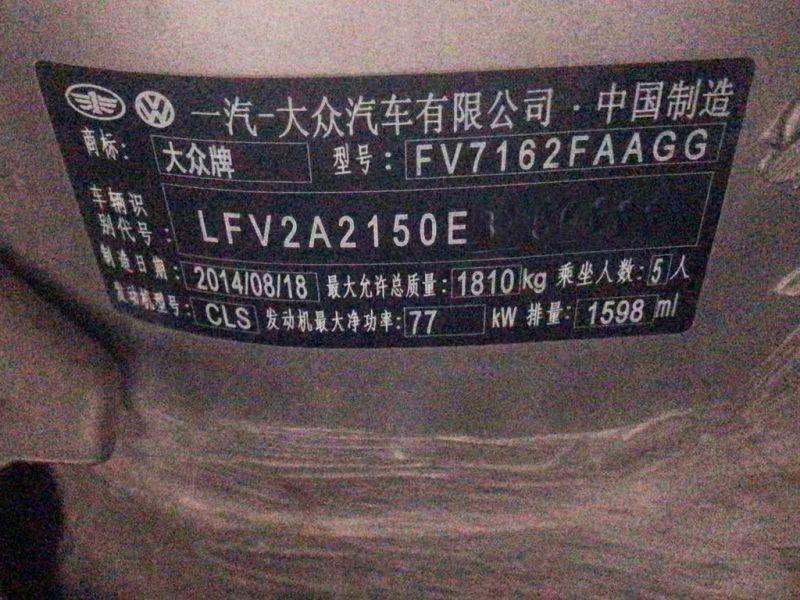 一汽-大众汽车有限公司·中国制造
商标: 大众牌 型号: FV7162FAAGG
车辆识别代号: LFV2A2150E
制造日期: 2014/08/18 最大允许总质量: 1810 kg 乘坐人数: 5 人
发动机型号: CLS 发动机最大净功率: 77 kW 排量: 1598 ml